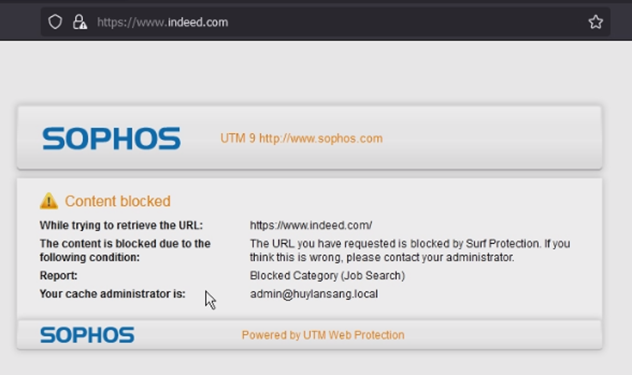 https://www.indeed.com
SOPHOS
UTM 9 http://www.sophos.com
Content blocked
While trying to retrieve the URL: https://www.indeed.com/
The content is blocked due to the following condition: The URL you have requested is blocked by Surf Protection. If you think this is wrong, please contact your administrator.
Report: Blocked Category (Job Search)
Your cache administrator is: admin@huylansang.local
SOPHOS
Powered by UTM Web Protection